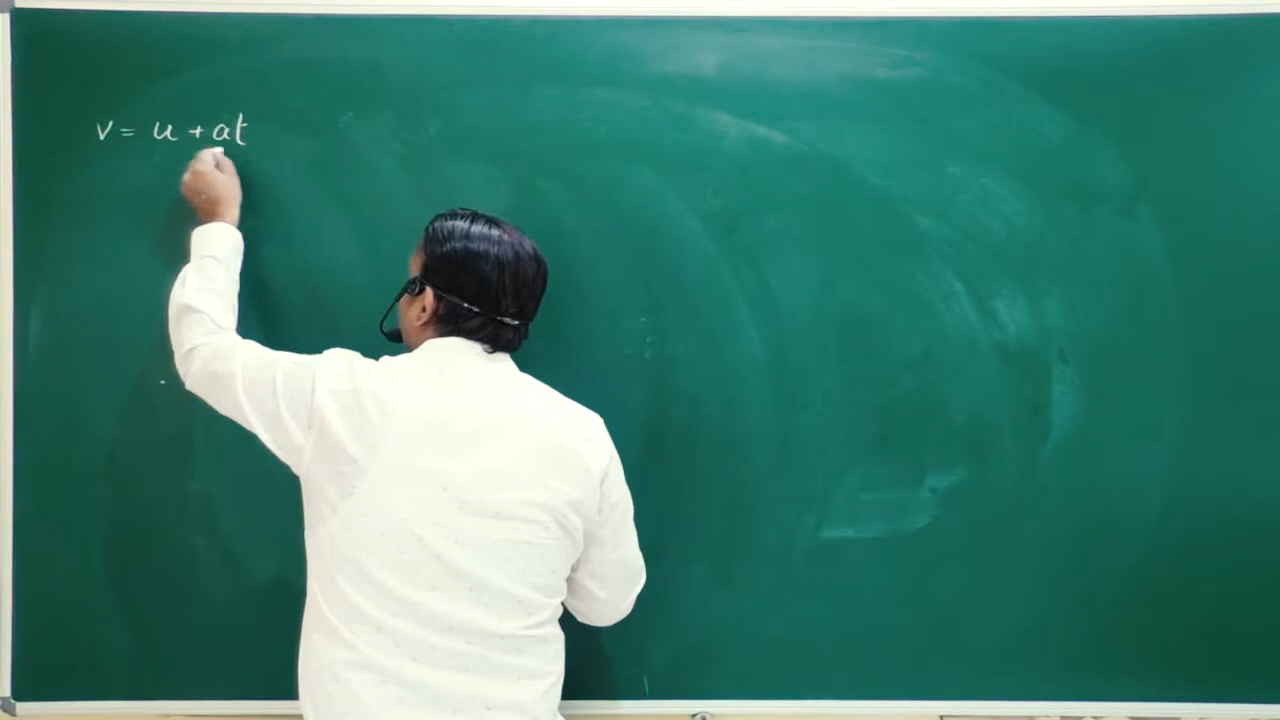 v = u + at